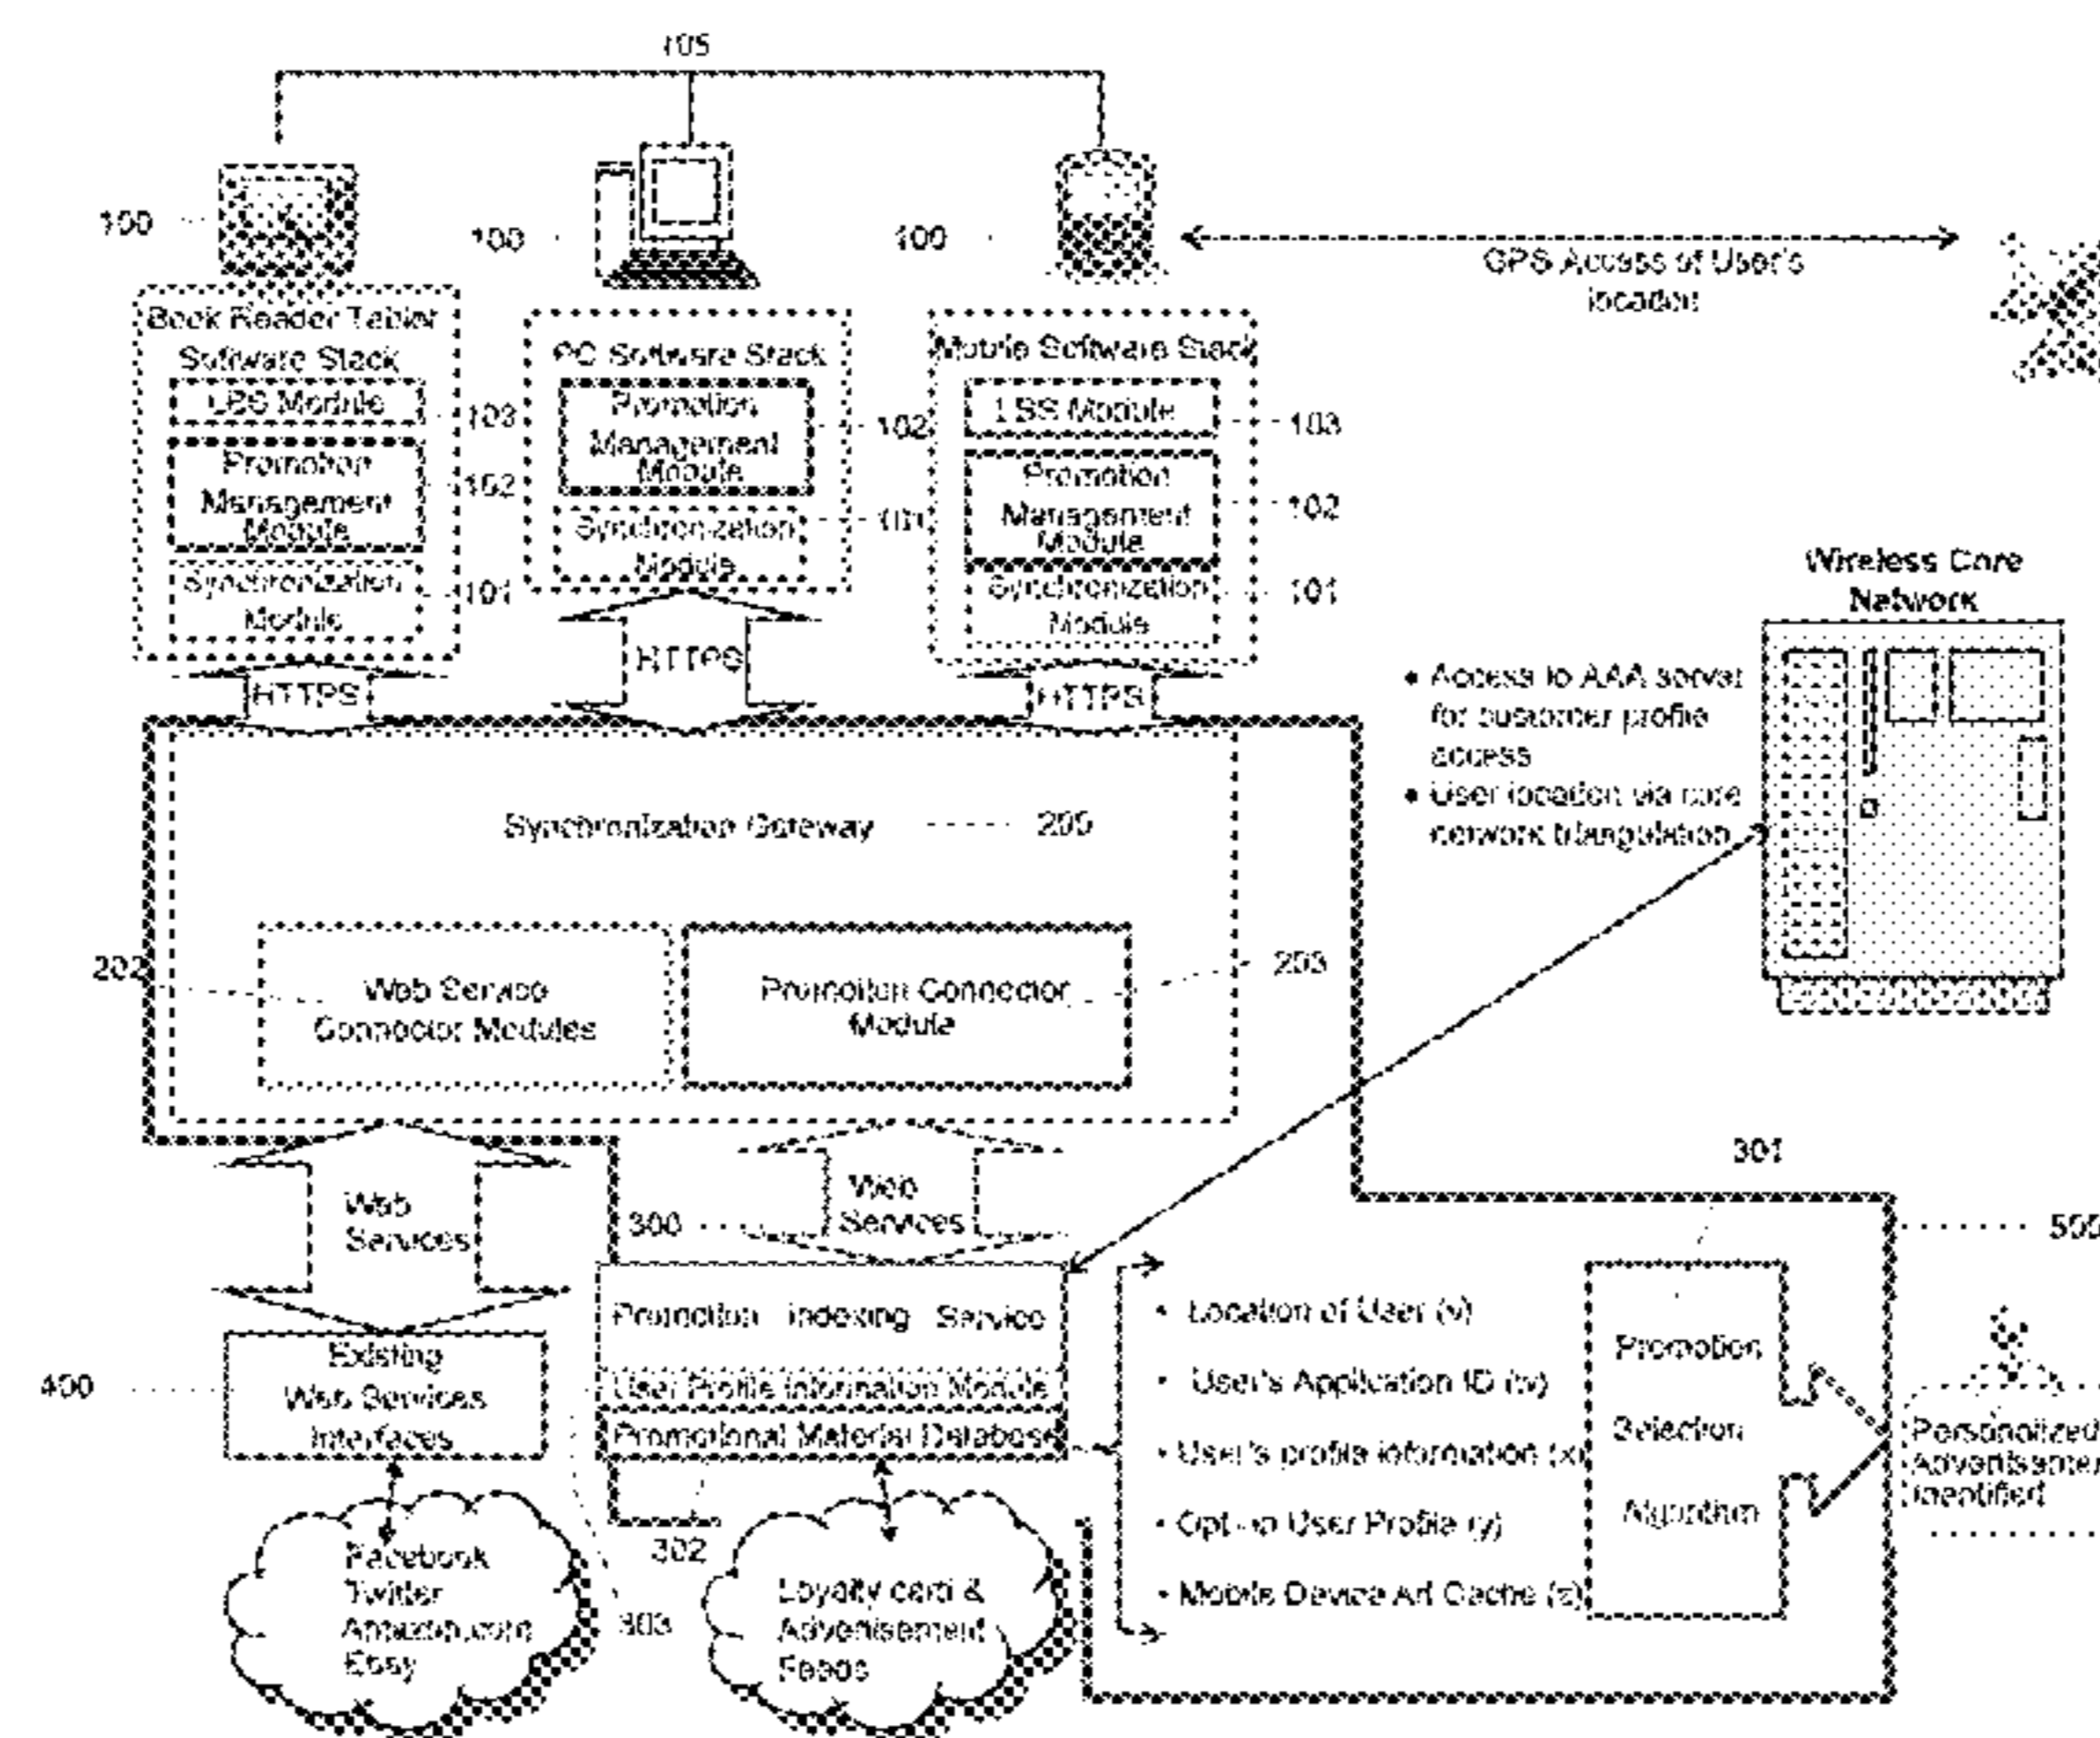 105
100
100
100
GPS Access of User's
location
Book Reader Tablet
Software Stack
LBS Module
103
Promotion
Management
Module
102
Synchronization
Module
101
HTTPS
PC Software Stack
Promotion
Management
Module
102
Synchronization
Module
101
HTTPS
Mobile Software Stack
LBS Module
103
Promotion
Management
Module
102
Synchronization
Module
101
HTTPS
Wireless Core
Network
• Access to AAA server
for customer profile
access
• User location via core
network triangulation
Synchronization Gateway
200
202
Web Service
Connector Modules
Promotion Connector
Module
203
Web
Services
Web
Services
300
301
500
Promotion Indexing Service
User Profile Information Module
Promotional Material Database
400
Existing
Web Services
Interfaces
• Location of User (v)
• User's Application ID (w)
• User's profile information (x)
• Opt-in User Profile (y)
• Mobile Device Art Cache (z)
Promotion
Selection
Algorithm
Personalized
Identified
302
303
Facebook
Twitter
Amazon.com
Ebay
Loyalty card &
Advertisement
Feeds